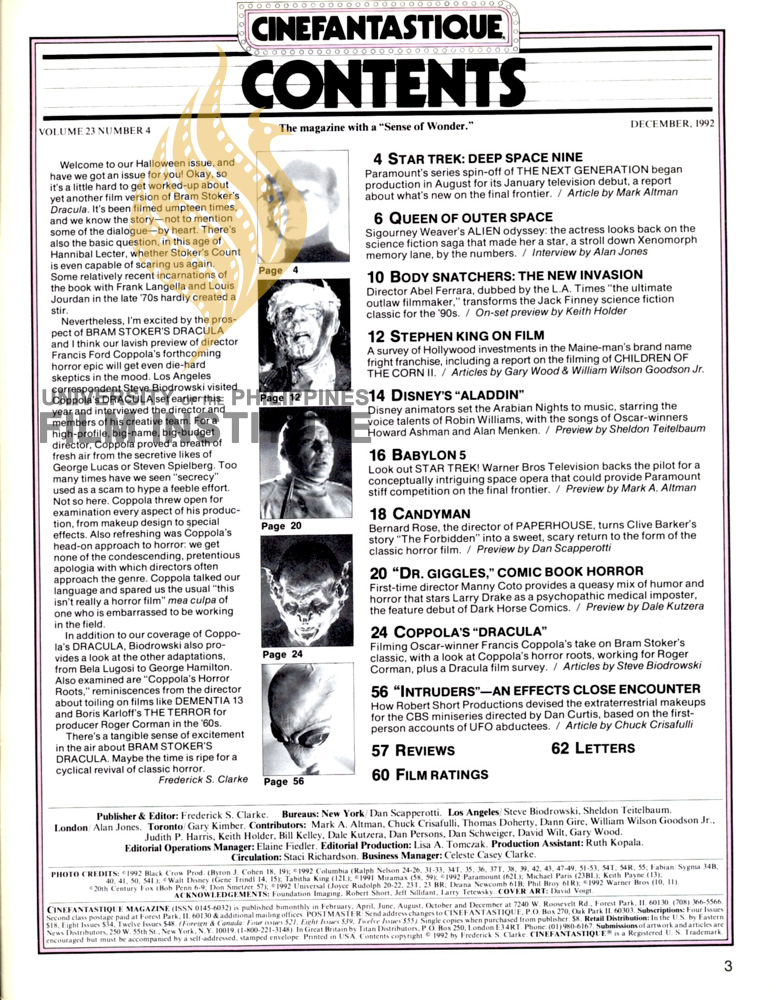 CINEFANTASTIQUE
CONTENTS
VOLUME 23 NUMBER 4
The magazine with a “Sense of Wonder.”
DECEMBER, 1992
Welcome to our Halloween issue, and
have we got an issue for you! Okay, so
it's a little hard to get worked-up about
yet another film version of Bram Stoker's
Dracula. It's been filmed umpteen times,
and we know the story—not to mention
some of the dialogue—by heart. There's
also the basic question, in this age of
Hannibal Lecter, whether Stoker's Count
is even capable of scaring us again.
Some relatively recent incarnations of
the book with Frank Langella and Louis
Jourdan in the late '70s hardly created a
stir.
Nevertheless, I'm excited by the pros-
pect of BRAM STOKER'S DRACULA
and I think our lavish preview of director
Francis Ford Coppola's forthcoming
horror epic will get even die-hard
skeptics in the mood. Los Angeles
correspondent Steve Biodrowski visited
Coppola's DRACULA set earlier this
year and interviewed the director and
members of his creative team. For a
high-profile, big-name, big-budget
director, Coppola proved a breath of
fresh air from the secretive likes of
George Lucas or Steven Spielberg. Too
many times have we seen “secrecy”
used as a scam to hype a feeble effort.
Not so here. Coppola threw open for
examination every aspect of his produc-
tion, from makeup design to special
effects. Also refreshing was Coppola's
head-on approach to horror: we get
none of the condescending, pretentious
apologia with which directors often
approach the genre. Coppola talked our
language and spared us the usual “this
isn't really a horror film” mea culpa of
one who is embarrassed to be working
in the field.
In addition to our coverage of Coppo-
la's DRACULA, Biodrowski also pro-
vides a look at the other adaptations,
from Bela Lugosi to George Hamilton.
Also examined are “Coppola's Horror
Roots,” reminiscences from the director
about toiling on films like DEMENTIA 13
and Boris Karloff's THE TERROR for
producer Roger Corman in the '60s.
There's a tangible sense of excitement
in the air about BRAM STOKER'S
DRACULA. Maybe the time is ripe for a
cyclical revival of classic horror.
Frederick S. Clarke
Page 4
Page 12
Page 20
Page 24
Page 56
UNIVERSITY OF THE PHILIPPINES
FILM INSTITUTE
4 STAR TREK: DEEP SPACE NINE
Paramount's series spin-off of THE NEXT GENERATION began
production in August for its January television debut, a report
about what's new on the final frontier. / Article by Mark Altman
6 QUEEN OF OUTER SPACE
Sigourney Weaver's ALIEN odyssey: the actress looks back on the
science fiction saga that made her a star, a stroll down Xenomorph
memory lane, by the numbers. / Interview by Alan Jones
10 BODY SNATCHERS: THE NEW INVASION
Director Abel Ferrara, dubbed by the L.A. Times “the ultimate
outlaw filmmaker,” transforms the Jack Finney science fiction
classic for the '90s. / On-set preview by Keith Holder
12 STEPHEN KING ON FILM
A survey of Hollywood investments in the Maine-man's brand name
fright franchise, including a report on the filming of CHILDREN OF
THE CORN II. / Articles by Gary Wood & William Wilson Goodson Jr.
14 DISNEY'S “ALADDIN”
Disney animators set the Arabian Nights to music, starring the
voice talents of Robin Williams, with the songs of Oscar-winners
Howard Ashman and Alan Menken. / Preview by Sheldon Teitelbaum
16 BABYLON 5
Look out STAR TREK! Warner Bros Television backs the pilot for a
conceptually intriguing space opera that could provide Paramount
stiff competition on the final frontier. / Preview by Mark A. Altman
18 CANDYMAN
Bernard Rose, the director of PAPERHOUSE, turns Clive Barker's
story “The Forbidden” into a sweet, scary return to the form of the
classic horror film. / Preview by Dan Scapperotti
20 “DR. GIGGLES,” COMIC BOOK HORROR
First-time director Manny Coto provides a queasy mix of humor and
horror that stars Larry Drake as a psychopathic medical imposter,
the feature debut of Dark Horse Comics. / Preview by Dale Kutzera
24 COPPOLA'S “DRACULA”
Filming Oscar-winner Francis Coppola's take on Bram Stoker's
classic, with a look at Coppola's horror roots, working for Roger
Corman, plus a Dracula film survey. / Articles by Steve Biodrowski
56 “INTRUDERS”—AN EFFECTS CLOSE ENCOUNTER
How Robert Short Productions devised the extraterrestrial makeups
for the CBS miniseries directed by Dan Curtis, based on the first-
person accounts of UFO abductees. / Article by Chuck Crisafulli
57 REVIEWS
62 LETTERS
60 FILM RATINGS
Publisher & Editor: Frederick S. Clarke. Bureaus: New York/ Dan Scapperotti. Los Angeles/ Steve Biodrowski, Sheldon Teitelbaum.
London/ Alan Jones. Toronto/ Gary Kimber. Contributors: Mark A. Altman, Chuck Crisafulli, Thomas Doherty, Dann Gire, William Wilson Goodson Jr.,
Judith P. Harris, Keith Holder, Bill Kelley, Dale Kutzera, Dan Persons, Dan Schweiger, David Wilt, Gary Wood.
Editorial Operations Manager: Elaine Fiedler. Editorial Production: Lisa A. Tomczak. Production Assistant: Ruth Kopala.
Circulation: Staci Richardson. Business Manager: Celeste Casey Clarke.
PHOTO CREDITS: ©1992 Black Crow Prod. (Byron J. Cohen 18, 19); ©1992 Columbia (Ralph Nelson 24-26, 31-33, 34T, 35, 36, 37T, 38, 39, 42, 43, 47-49, 51-53, 54T, 54R, 55; Fabian Sygma 34B,
40, 41, 50, 54L); ©Walt Disney (Gene Trindl 14, 15); Tabitha King (12L); ©1991 Miramax (58, 59); ©1992 Paramount (62L); Michael Paris (23BL); Keith Payne (13),
©20th Century Fox (Bob Penn 6-9, Don Smetzer 57); ©1992 Universal (Joyce Rudolph 20-22, 23T, 23 BR; Deana Newcomb 61B, Phil Bray 61R); ©1992 Warner Bros (10, 11).
ACKNOWLEDGEMENTS: Foundation Imaging, Robert Short, Jeff Sillifant, Larry Tetewsky. COVER ART: David Voigt.
CINEFANTASTIQUE MAGAZINE (ISSN 0145-6032) is published bimonthly in February, April, June, August, October and December at 7240 W. Roosevelt Rd., Forest Park, IL 60130. (708) 366-5566.
Second class postage paid at Forest Park, IL 60130 & additional mailing offices. POSTMASTER: Send address changes to CINEFANTASTIQUE, P.O. Box 270, Oak Park IL 60303. Subscriptions: Four Issues
$18, Eight Issues $34, Twelve Issues $48. (Foreign & Canada: Four issues $21, Eight Issues $39, Twelve Issues $55). Single copies when purchased from publisher: $8. Retail Distribution: In the U.S. by Eastern
News Distributors, 250 W. 55th St., New York, N.Y. 10019. (1-800-221-3148). In Great Britain by Titan Distributors, P.O. Box 250, London E3 4RT. Phone: (01) 980-6167. Submissions of artwork and articles are
encouraged but must be accompanied by a self-addressed, stamped envelope. Printed in USA. Contents copyright © 1992 by Frederick S. Clarke. CINEFANTASTIQUE® is a Registered U. S. Trademark.
3